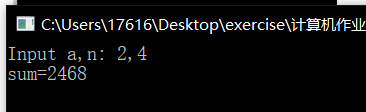 C:\Users\17616\Desktop\exercise\计算机作业
Input a,n: 2,4
sum=2468